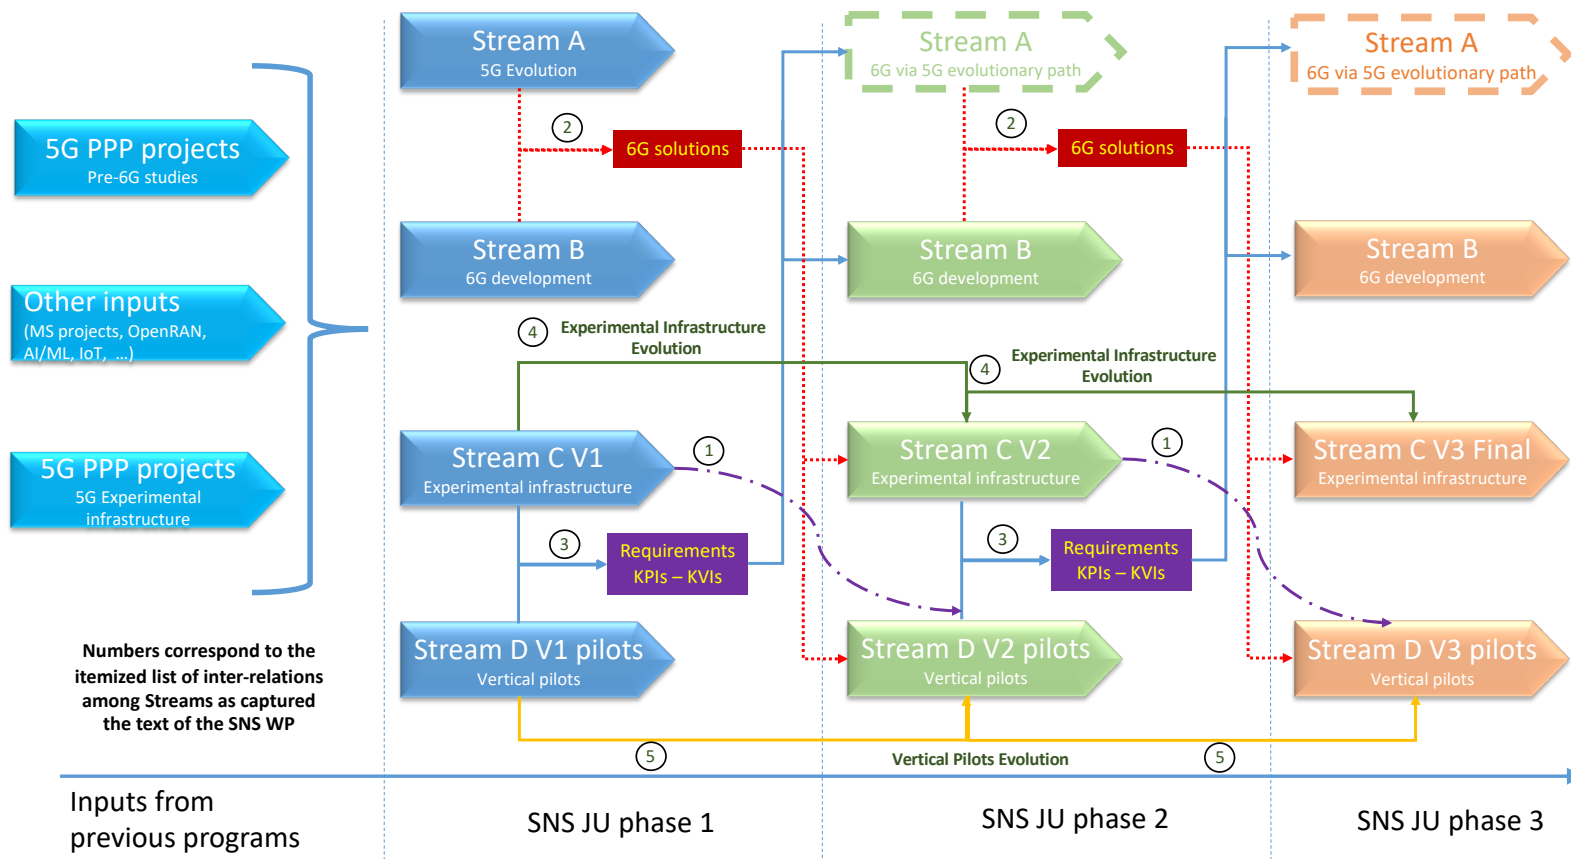 Stream A
5G Evolution
Stream A
6G via 5G evolutionary path
Stream A
6G via 5G evolutionary path
5G PPP projects
Pre-6G studies
2
6G solutions
2
6G solutions
Stream B
6G development
Stream B
6G development
Stream B
6G development
Other inputs
(MS projects, OpenRAN,
AI/ML, IoT, ...)
4
Experimental Infrastructure
Evolution
4
Experimental Infrastructure
Evolution
5G PPP projects
5G Experimental
infrastructure
Stream C V1
Experimental infrastructure
1
Stream C V2
Experimental infrastructure
1
Stream C V3 Final
Experimental infrastructure
3
Requirements
KPIs – KVIs
3
Requirements
KPIs – KVIs
Numbers correspond to the
itemized list of inter-relations
among Streams as captured
the text of the SNS WP
Stream D V1 pilots
Vertical pilots
Stream D V2 pilots
Vertical pilots
Stream D V3 pilots
Vertical pilots
5
Vertical Pilots Evolution
5
Inputs from
previous programs
SNS JU phase 1
SNS JU phase 2
SNS JU phase 3